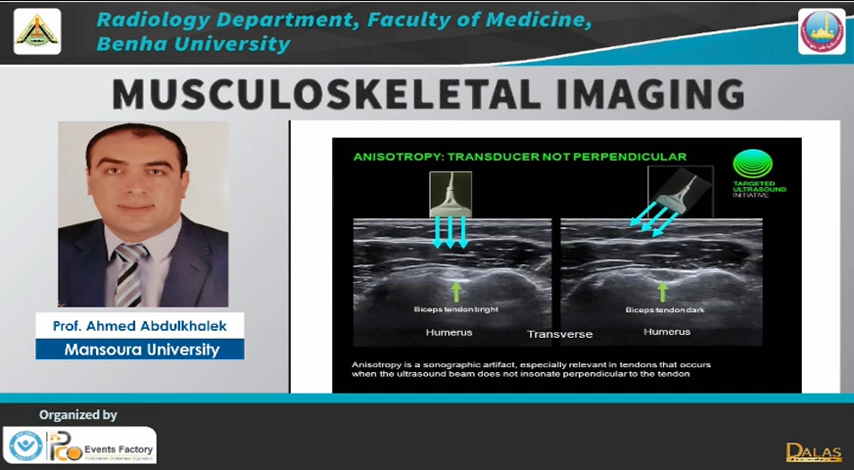 Radiology Department, Faculty of Medicine,
Benha University
MUSCULOSKELETAL IMAGING
Prof. Ahmed Abdulkhalek
Mansoura University
ANISOTROPY: TRANSDUCER NOT PERPENDICULAR
TARGETED
ULTRASOUND
INITIATIVE
Biceps tendon bright
Biceps tendon dark
Humerus
Transverse
Humerus
Anisotropy is a sonographic artifact, especially relevant in tendons that occurs
when the ultrasound beam does not insonate perpendicular to the tendon
Organized by
Events Factory
DALAS